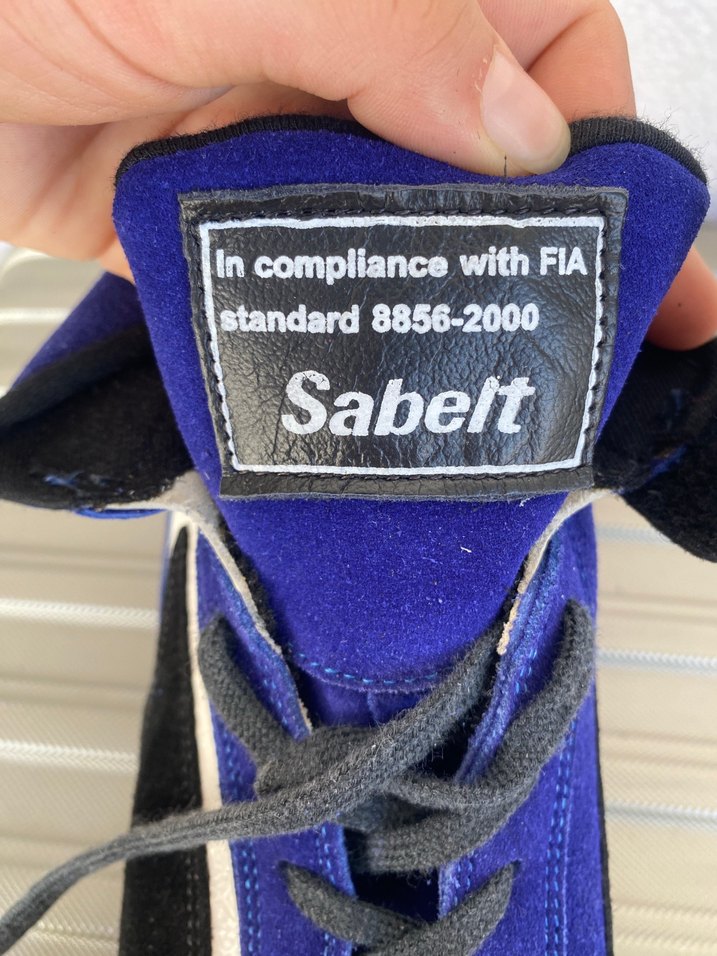 In compliance with FIA
standard 8856-2000
Sabelt